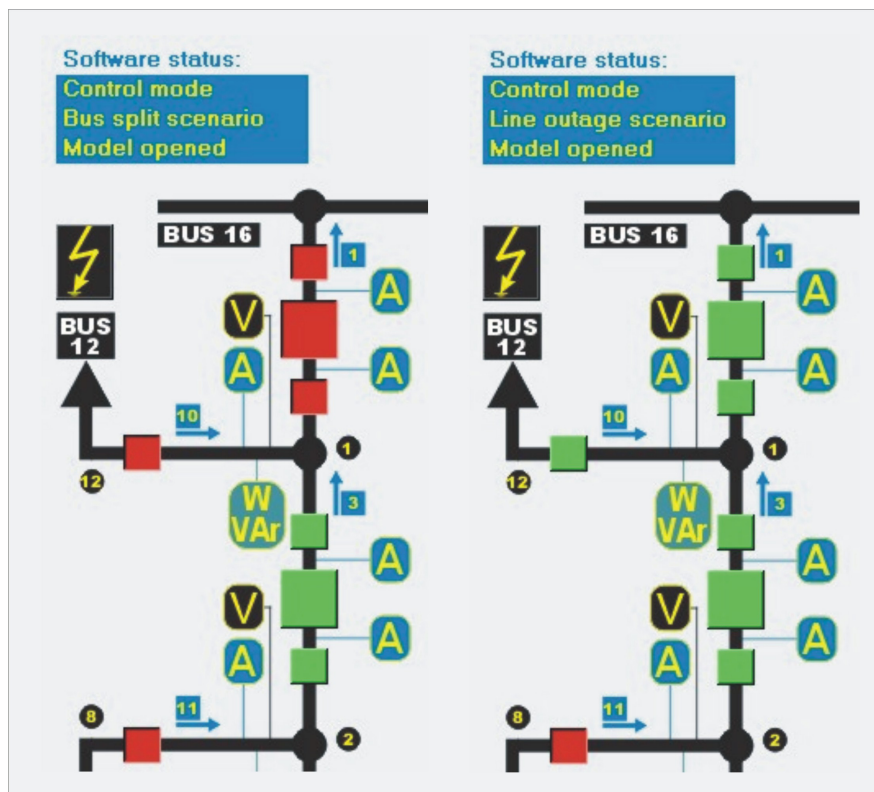 Software status:
Control mode
Bus split scenario
Model opened
BUS 16
1
A
V
BUS
12
A
A
10
1
12
W
VAr
3
A
V
A
A
8
11
2
Software status:
Control mode
Line outage scenario
Model opened
BUS 16
1
A
V
BUS
12
A
A
10
1
12
W
VAr
3
A
V
A
A
8
11
2